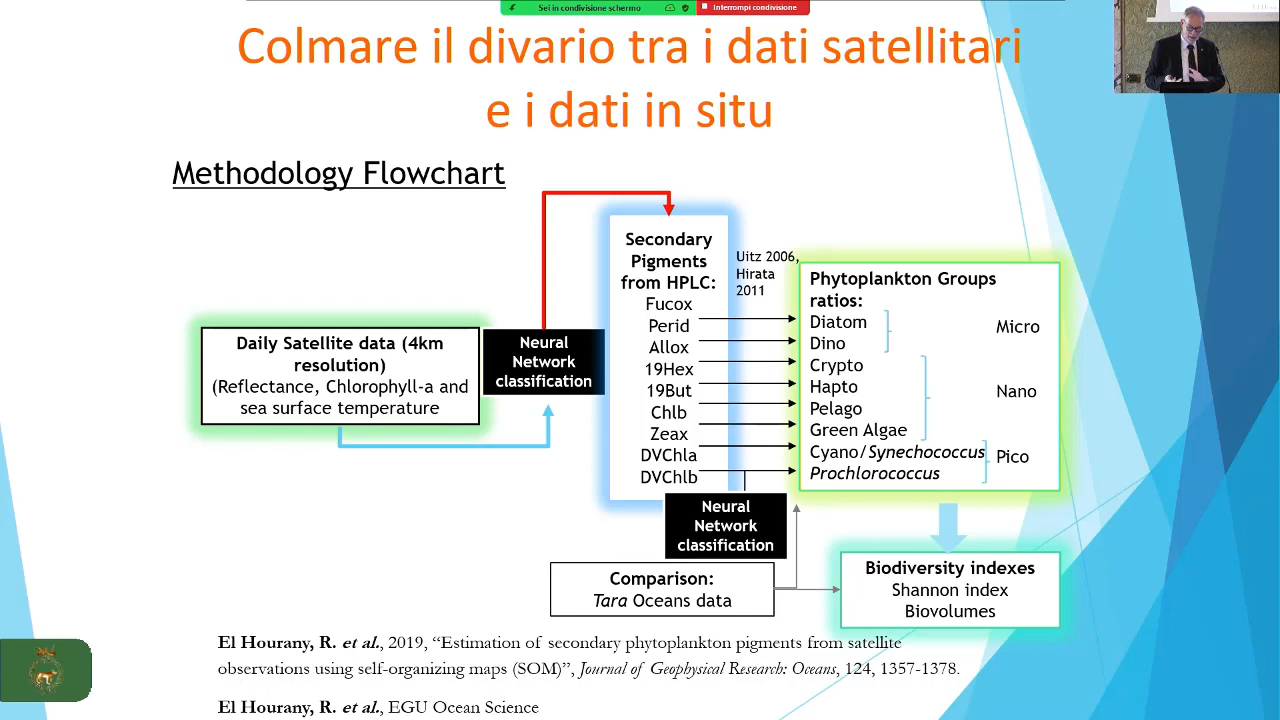 Sei in condivisione schermo
Interrompi condivisione
Colmare il divario tra i dati satellitari
e i dati in situ
Methodology Flowchart
Daily Satellite data (4km
resolution)
(Reflectance, Chlorophyll-a and
sea surface temperature
Neural
Network
classification
Secondary
Pigments
from HPLC:
Fucox
Perid
Allox
19Hex
19But
Chlb
Zeax
DVChla
DVChlb
Uitz 2006,
Hirata
2011
Phytoplankton Groups
ratios:
Diatom
Dino
Micro
Crypto
Hapto
Pelago
Green Algae
Nano
Cyano/Synechococcus
Prochlorococcus
Pico
Neural
Network
classification
Comparison:
Tara Oceans data
Biodiversity indexes
Shannon index
Biovolumes
El Hourany, R. et al., 2019, “Estimation of secondary phytoplankton pigments from satellite
observations using self-organizing maps (SOM)”, Journal of Geophysical Research: Oceans, 124, 1357-1378.
El Hourany, R. et al., EGU Ocean Science